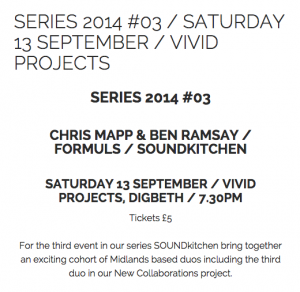 SERIES 2014 #03 / SATURDAY
13 SEPTEMBER / VIVID
PROJECTS
SERIES 2014 #03
CHRIS MAPP & BEN RAMSAY /
FORMULS / SOUNDKITCHEN
SATURDAY 13 SEPTEMBER / VIVID
PROJECTS, DIGBETH / 7.30PM
Tickets £5
For the third event in our series SOUNDkitchen bring together
an exciting cohort of Midlands based duos including the third
duo in our New Collaborations project.